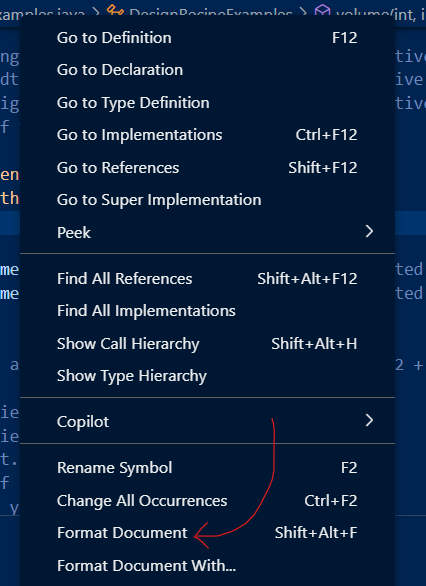 amples.java > DesignRecipeExamples > volume(int, i
Go to Definition F12
Go to Declaration
Go to Type Definition
Go to Implementations Ctrl+F12
Go to References Shift+F12
Go to Super Implementation
Peek >
Find All References Shift+Alt+F12
Find All Implementations
Show Call Hierarchy Shift+Alt+H
Show Type Hierarchy
Copilot >
Rename Symbol F2
Change All Occurrences Ctrl+F2
Format Document Shift+Alt+F
Format Document With...